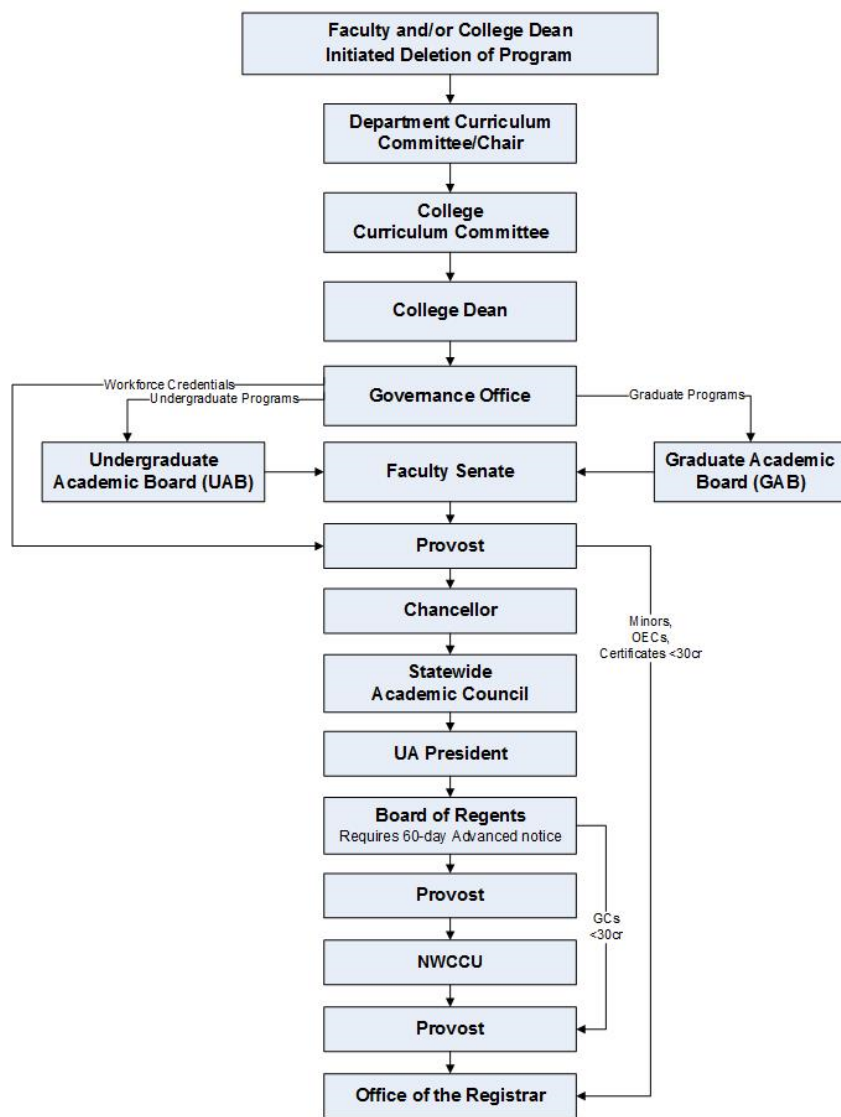 Faculty and/or College Dean
Initiated Deletion of Program
Department Curriculum
Committee/Chair
College
Curriculum Committee
College Dean
Workforce Credentials
Undergraduate Programs
Governance Office
Graduate Programs
Undergraduate
Academic Board (UAB)
Faculty Senate
Graduate Academic
Board (GAB)
Provost
Chancellor
Minors,
OECs,
Certificates <30cr
Statewide
Academic Council
UA President
Board of Regents
Requires 60-day Advanced notice
Provost
GCs
<30cr
NWCCU
Provost
Office of the Registrar